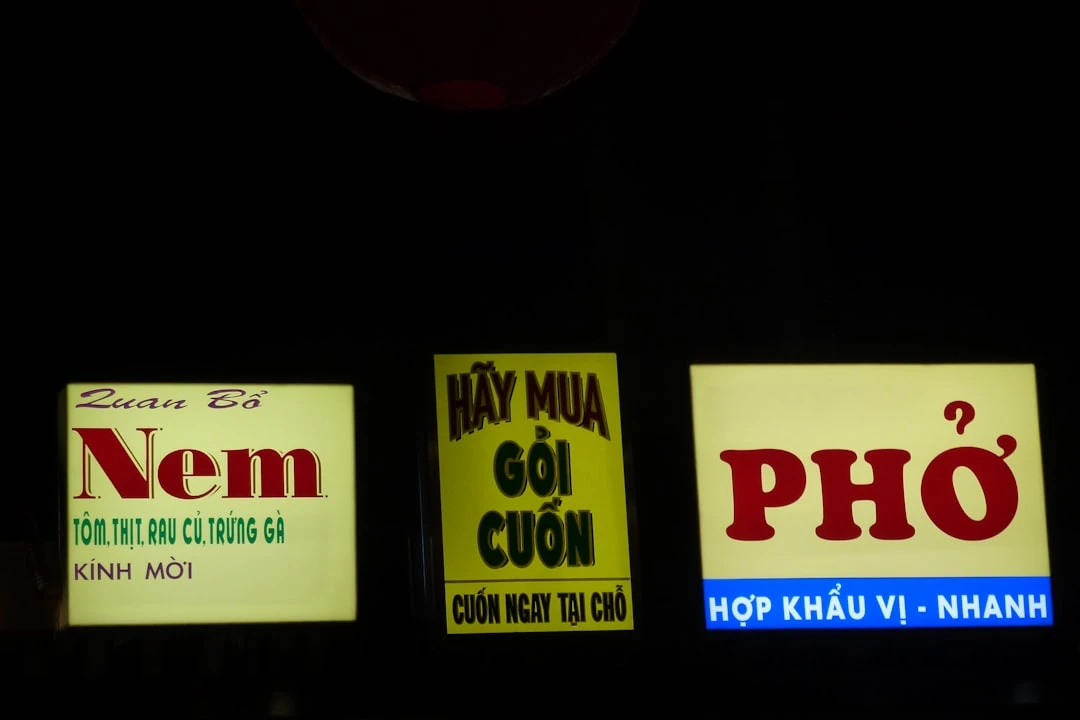 Quan Bổ
Nem
TÔM, THỊT, RAU CỦ, TRỨNG GÀ
KÍNH MỜI
HÃY MUA
GỎI
CUỐN
CUỐN NGAY TẠI CHỖ
PHỞ
HỢP KHẨU VỊ - NHANH